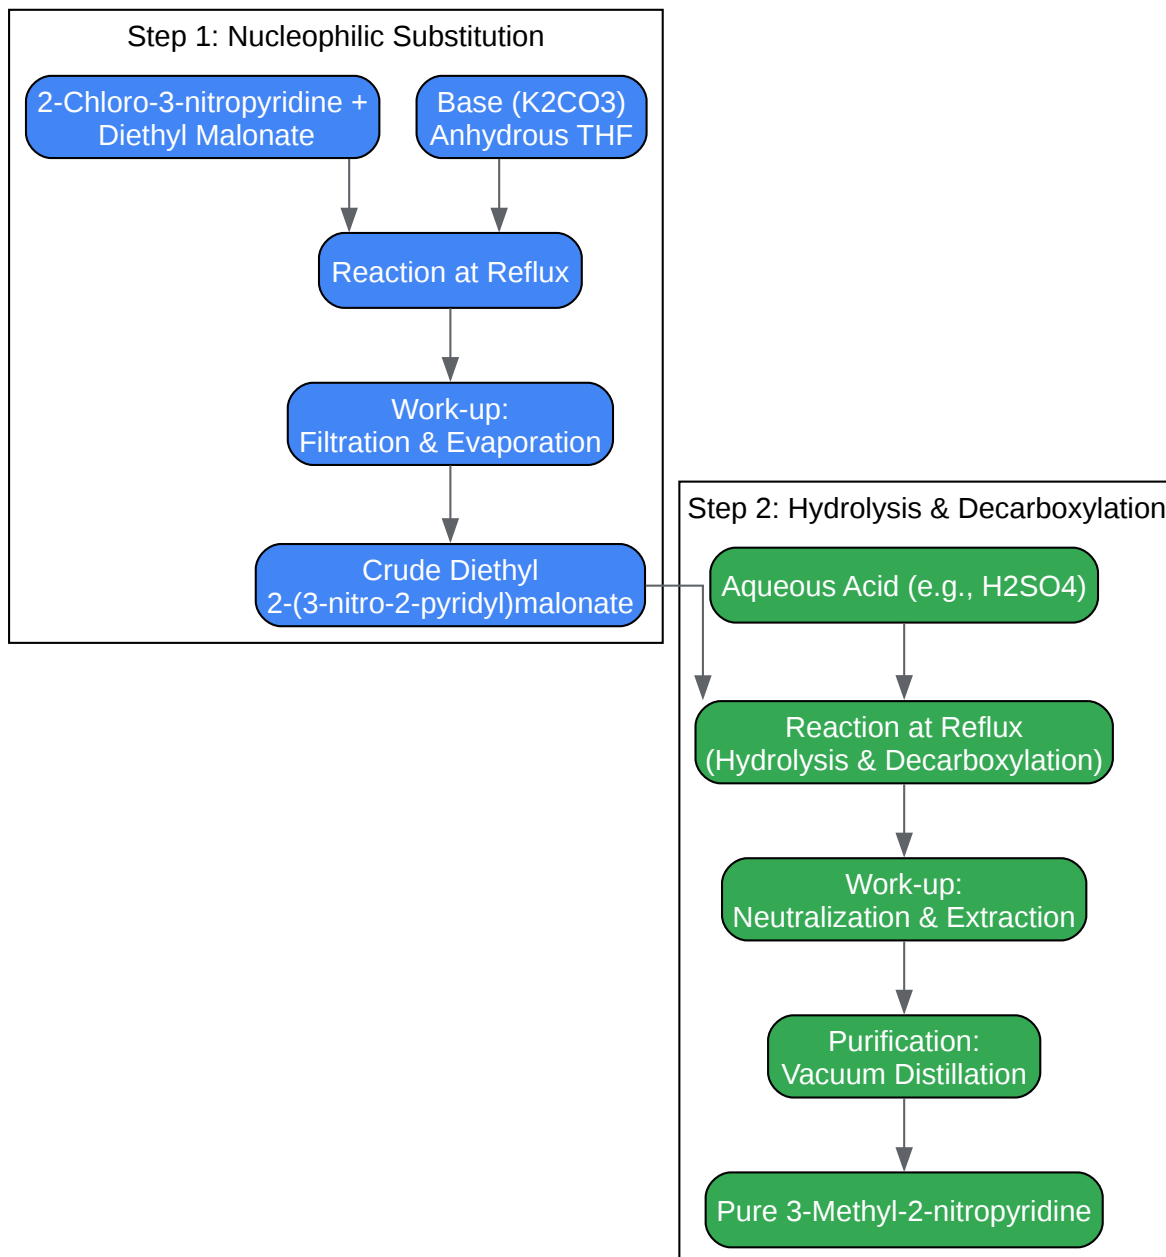 Step 1: Nucleophilic Substitution
2-Chloro-3-nitropyridine +
Diethyl Malonate
Base (K2CO3)
Anhydrous THF
Reaction at Reflux
Work-up:
Filtration & Evaporation
Crude Diethyl
2-(3-nitro-2-pyridyl)malonate
Step 2: Hydrolysis & Decarboxylation
Aqueous Acid (e.g., H2SO4)
Reaction at Reflux
(Hydrolysis & Decarboxylation)
Work-up:
Neutralization & Extraction
Purification:
Vacuum Distillation
Pure 3-Methyl-2-nitropyridine